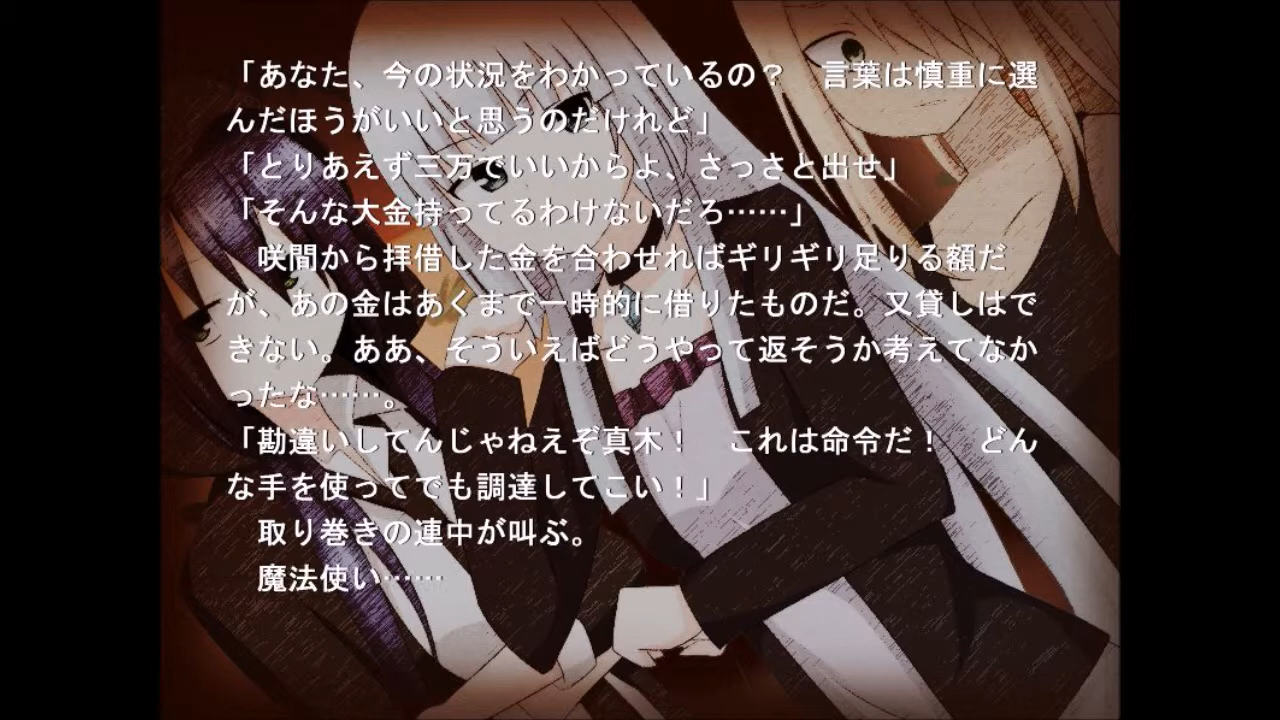 「あなた、今の状況をわかっているの？　言葉は慎重に選
んだほうがいいと思うのだけれど」
「とりあえず三万でいいからよ、さっさと出せ」
「そんな大金持ってるわけないだろ……」
　咲間から拝借した金を合わせればギリギリ足りる額だ
が、あの金はあくまで一時的に借りたものだ。又貸しはで
きない。ああ、そういえばどうやって返そうか考えてなか
ったな……。
「勘違いしてんじゃねえぞ真木！　これは命令だ！　どん
な手を使ってでも調達してこい！」
　取り巻きの連中が叫ぶ。
　魔法使い……